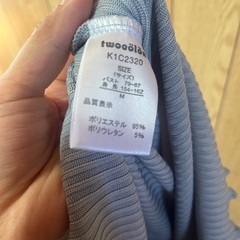 K1C2320
SIZE
(サイズ)
バスト 79-87
身長 154-162
M
品質表示
ポリエステル 95%
ポリウレタン 5%